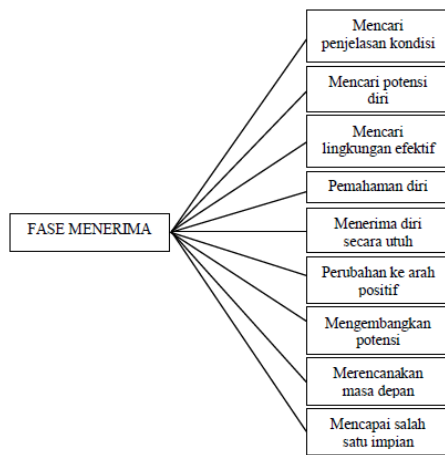 Mencari
penjelasan kondisi
Mencari potensi
diri
Mencari
lingkungan efektif
Pemahaman diri
FASE MENERIMA
Menerima diri
secara utuh
Perubahan ke arah
positif
Mengembangkan
potensi
Merencanakan
masa depan
Mencapai salah
satu impian